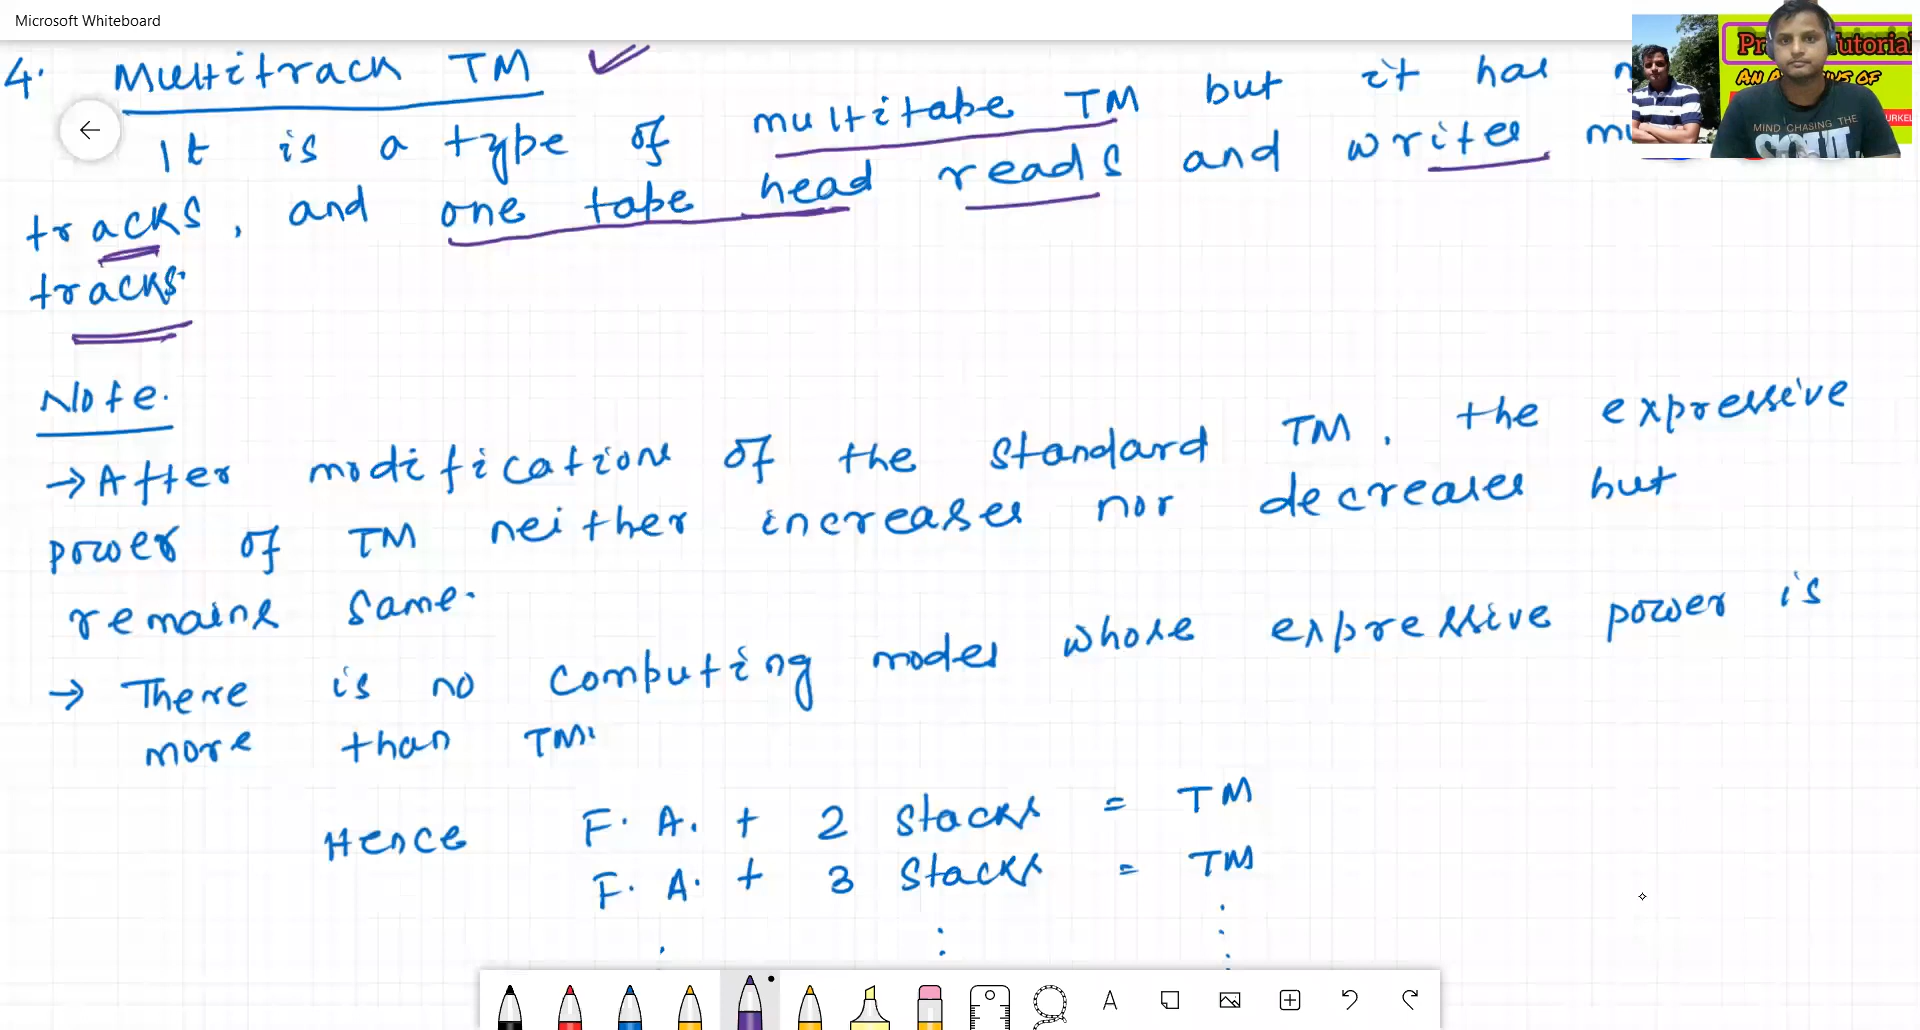 Microsoft Whiteboard
4. Multitrack TM
It is a type of multitape TM but it has
tracks, and one tape head reads and writes
tracks.
Note.
→ After modifications of the standard TM, the expressive
power of TM neither increases nor decreases but
remains same.
→ There is no computing model whose expressive power is
more than TM.
Hence F. A. + 2 stacks = TM
F. A. + 3 stacks = TM
MIND CHASING THE